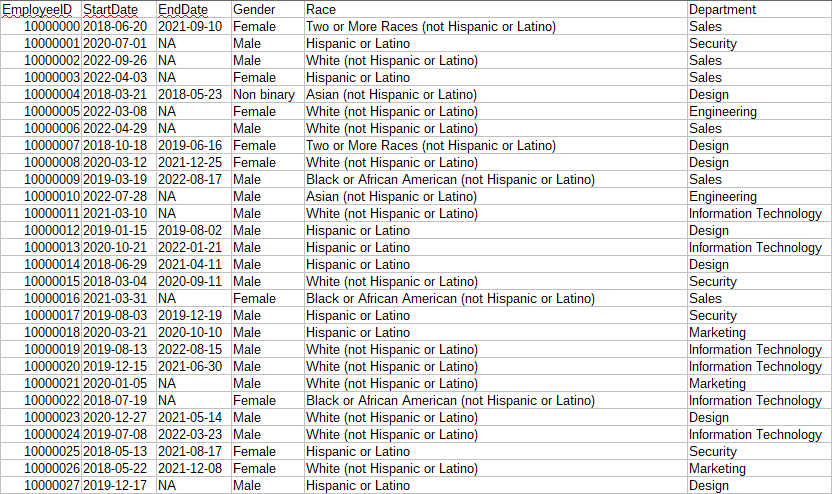 EmployeeID StartDate EndDate Gender Race Department
10000000 2018-06-20 2021-09-10 Female Two or More Races (not Hispanic or Latino) Sales
10000001 2020-07-01 NA Male Hispanic or Latino Security
10000002 2022-09-26 NA Male White (not Hispanic or Latino) Sales
10000003 2022-04-03 NA Female Hispanic or Latino Sales
10000004 2018-03-21 2018-05-23 Non binary Asian (not Hispanic or Latino) Design
10000005 2022-03-08 NA Female White (not Hispanic or Latino) Engineering
10000006 2022-04-29 NA Male White (not Hispanic or Latino) Sales
10000007 2018-10-18 2019-06-16 Female Two or More Races (not Hispanic or Latino) Design
10000008 2020-03-12 2021-12-25 Female White (not Hispanic or Latino) Design
10000009 2019-03-19 2022-08-17 Male Black or African American (not Hispanic or Latino) Sales
10000010 2022-07-28 NA Male Asian (not Hispanic or Latino) Engineering
10000011 2021-03-10 NA Male White (not Hispanic or Latino) Information Technology
10000012 2019-01-15 2019-08-02 Male Hispanic or Latino Design
10000013 2020-10-21 2022-01-21 Male Hispanic or Latino Information Technology
10000014 2018-06-29 2021-04-11 Male Hispanic or Latino Design
10000015 2018-03-04 2020-09-11 Male White (not Hispanic or Latino) Security
10000016 2021-03-31 NA Female Black or African American (not Hispanic or Latino) Sales
10000017 2019-08-03 2019-12-19 Male Hispanic or Latino Security
10000018 2020-03-21 2020-10-10 Male Hispanic or Latino Marketing
10000019 2019-08-13 2022-08-15 Male White (not Hispanic or Latino) Information Technology
10000020 2019-12-15 2021-06-30 Male White (not Hispanic or Latino) Information Technology
10000021 2020-01-05 NA Male White (not Hispanic or Latino) Marketing
10000022 2018-07-19 NA Female Black or African American (not Hispanic or Latino) Information Technology
10000023 2020-12-27 2021-05-14 Male White (not Hispanic or Latino) Design
10000024 2019-07-08 2022-03-23 Male White (not Hispanic or Latino) Information Technology
10000025 2018-05-13 2021-08-17 Female Hispanic or Latino Security
10000026 2018-05-22 2021-12-08 Female White (not Hispanic or Latino) Marketing
10000027 2019-12-17 NA Male Hispanic or Latino Design